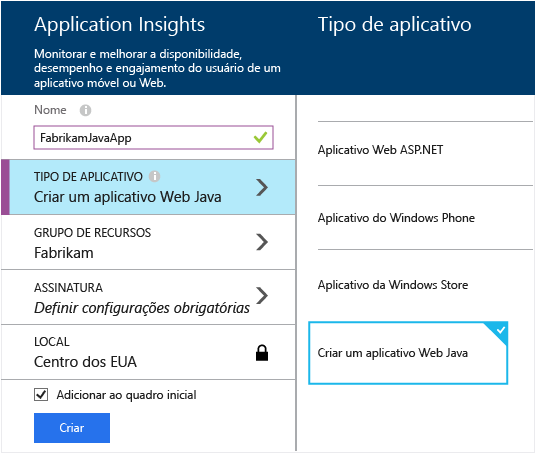 Application Insights
Monitorar e melhorar a disponibilidade,
desempenho e engajamento do usuário de um
aplicativo móvel ou Web.
Nome
FabrikamJavaApp
TIPO DE APLICATIVO
Criar um aplicativo Web Java
GRUPO DE RECURSOS
Fabrikam
ASSINATURA
Definir configurações obrigatórias
LOCAL
Centro dos EUA
Adicionar ao quadro inicial
Criar
Tipo de aplicativo
Aplicativo Web ASP.NET
Aplicativo do Windows Phone
Aplicativo da Windows Store
Criar um aplicativo Web Java